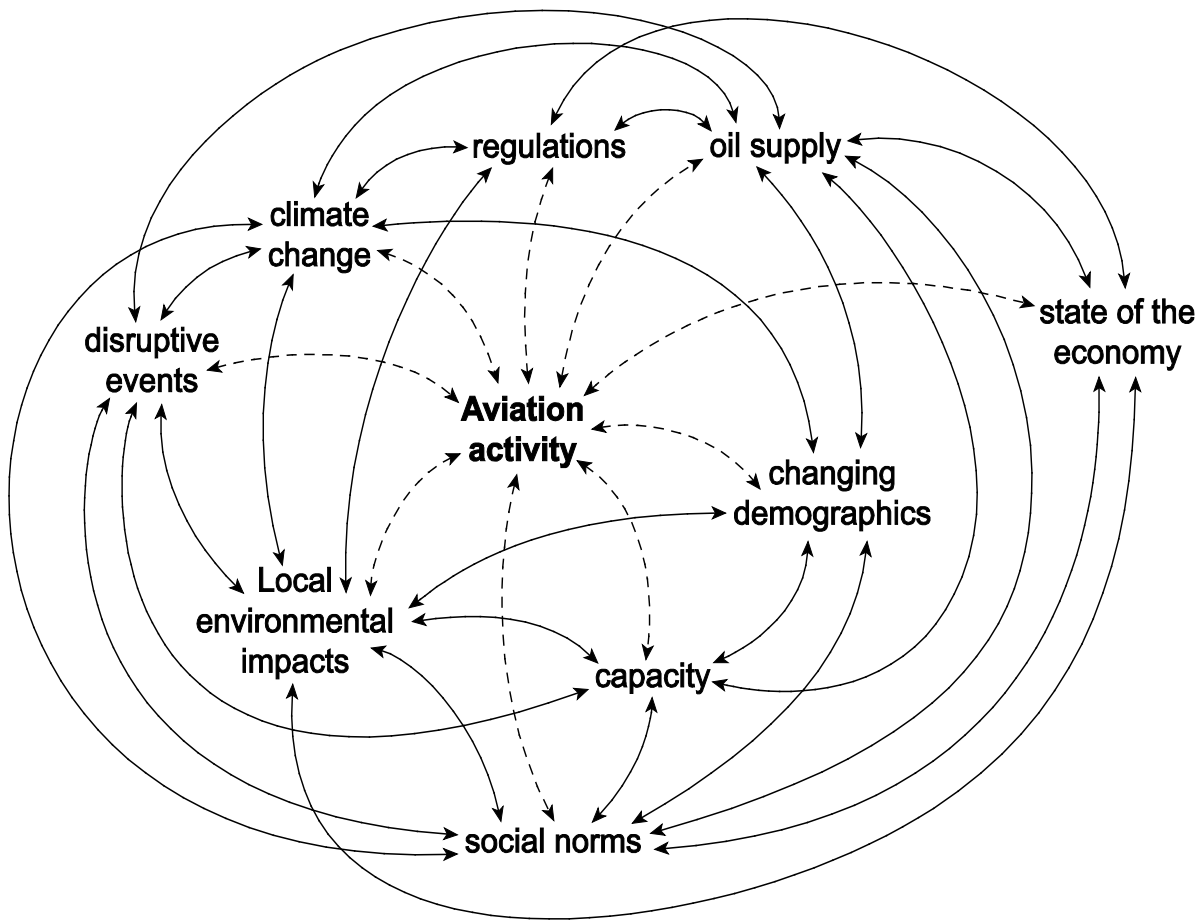 regulations
oil supply
climate
change
state of the
economy
disruptive
events
Aviation
activity
changing
demographics
Local
environmental
impacts
capacity
social norms